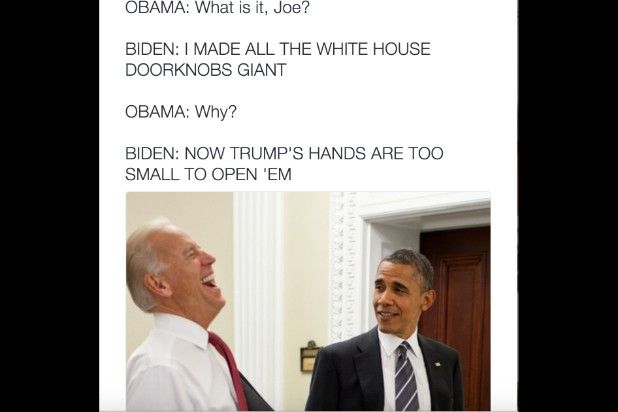 OBAMA: What is it, Joe?
BIDEN: I MADE ALL THE WHITE HOUSE
DOORKNOBS GIANT
OBAMA: Why?
BIDEN: NOW TRUMP'S HANDS ARE TOO
SMALL TO OPEN 'EM